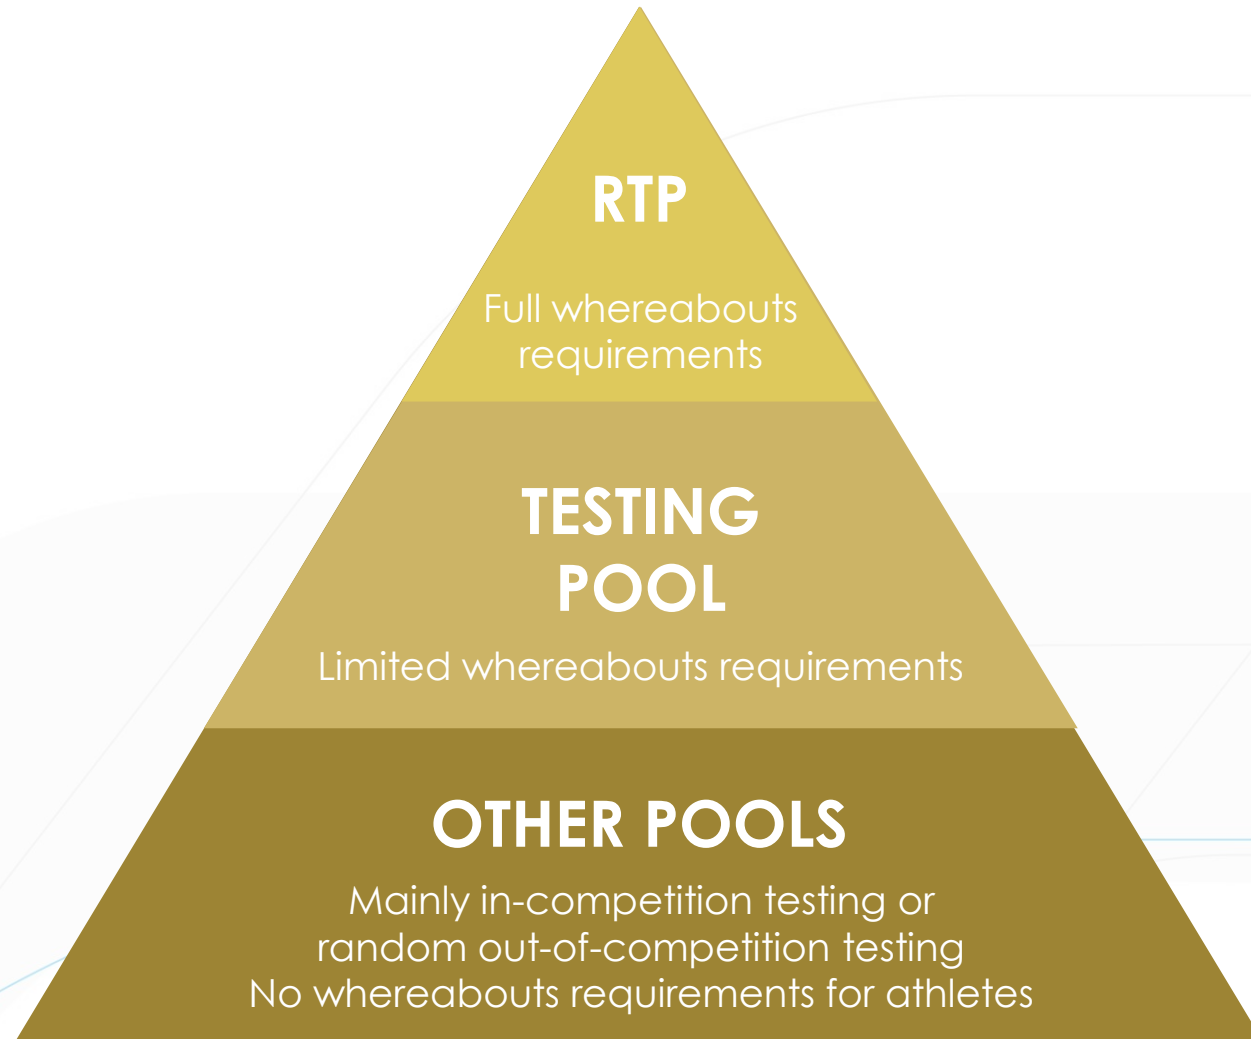 RTP
Full whereabouts
requirements
TESTING
POOL
Limited whereabouts requirements
OTHER POOLS
Mainly in-competition testing or
random out-of-competition testing
No whereabouts requirements for athletes